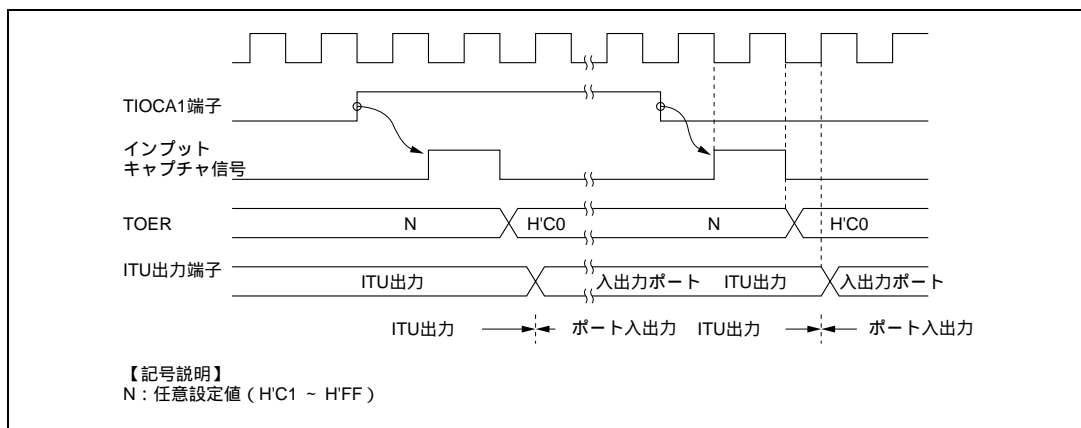 TIOCA1端子
インプット
キャプチャ信号
TOER N H'C0 N H'C0
ITU出力端子 ITU出力 入出力ポート ITU出力 入出力ポート
ITU出力 ポート入出力 ITU出力 ポート入出力
【記号説明】
N：任意設定値（H'C1 ~ H'FF）